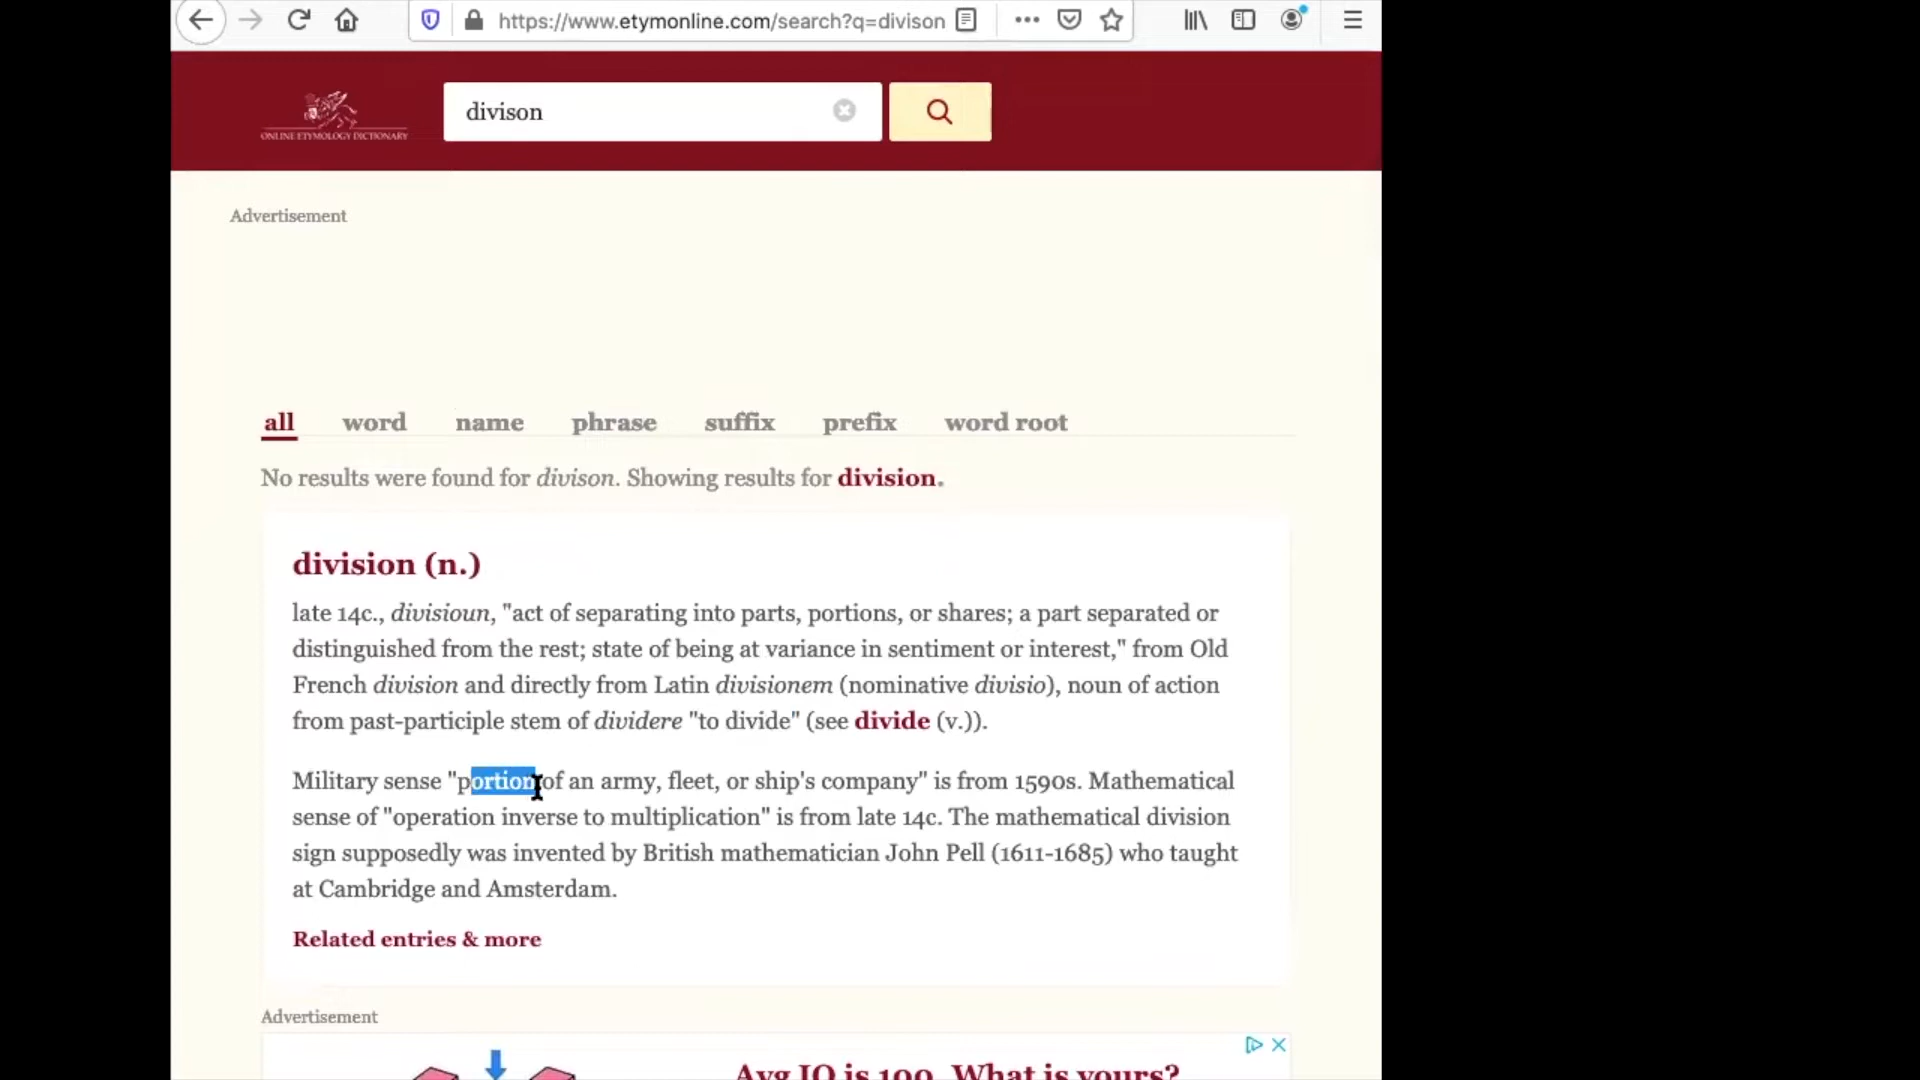 https://www.etymonline.com/search?q=divison
ONLINE ETYMOLOGY DICTIONARY
divison
Advertisement
all word name phrase suffix prefix word root
No results were found for divison. Showing results for division.
division (n.)
late 14c., divisioun, "act of separating into parts, portions, or shares; a part separated or
distinguished from the rest; state of being at variance in sentiment or interest," from Old
French division and directly from Latin divisionem (nominative divisio), noun of action
from past-participle stem of dividere "to divide" (see divide (v.)).
Military sense "portion of an army, fleet, or ship's company" is from 1590s. Mathematical
sense of "operation inverse to multiplication" is from late 14c. The mathematical division
sign supposedly was invented by British mathematician John Pell (1611-1685) who taught
at Cambridge and Amsterdam.
Related entries & more
Advertisement
Avg IQ is 100. What is yours?